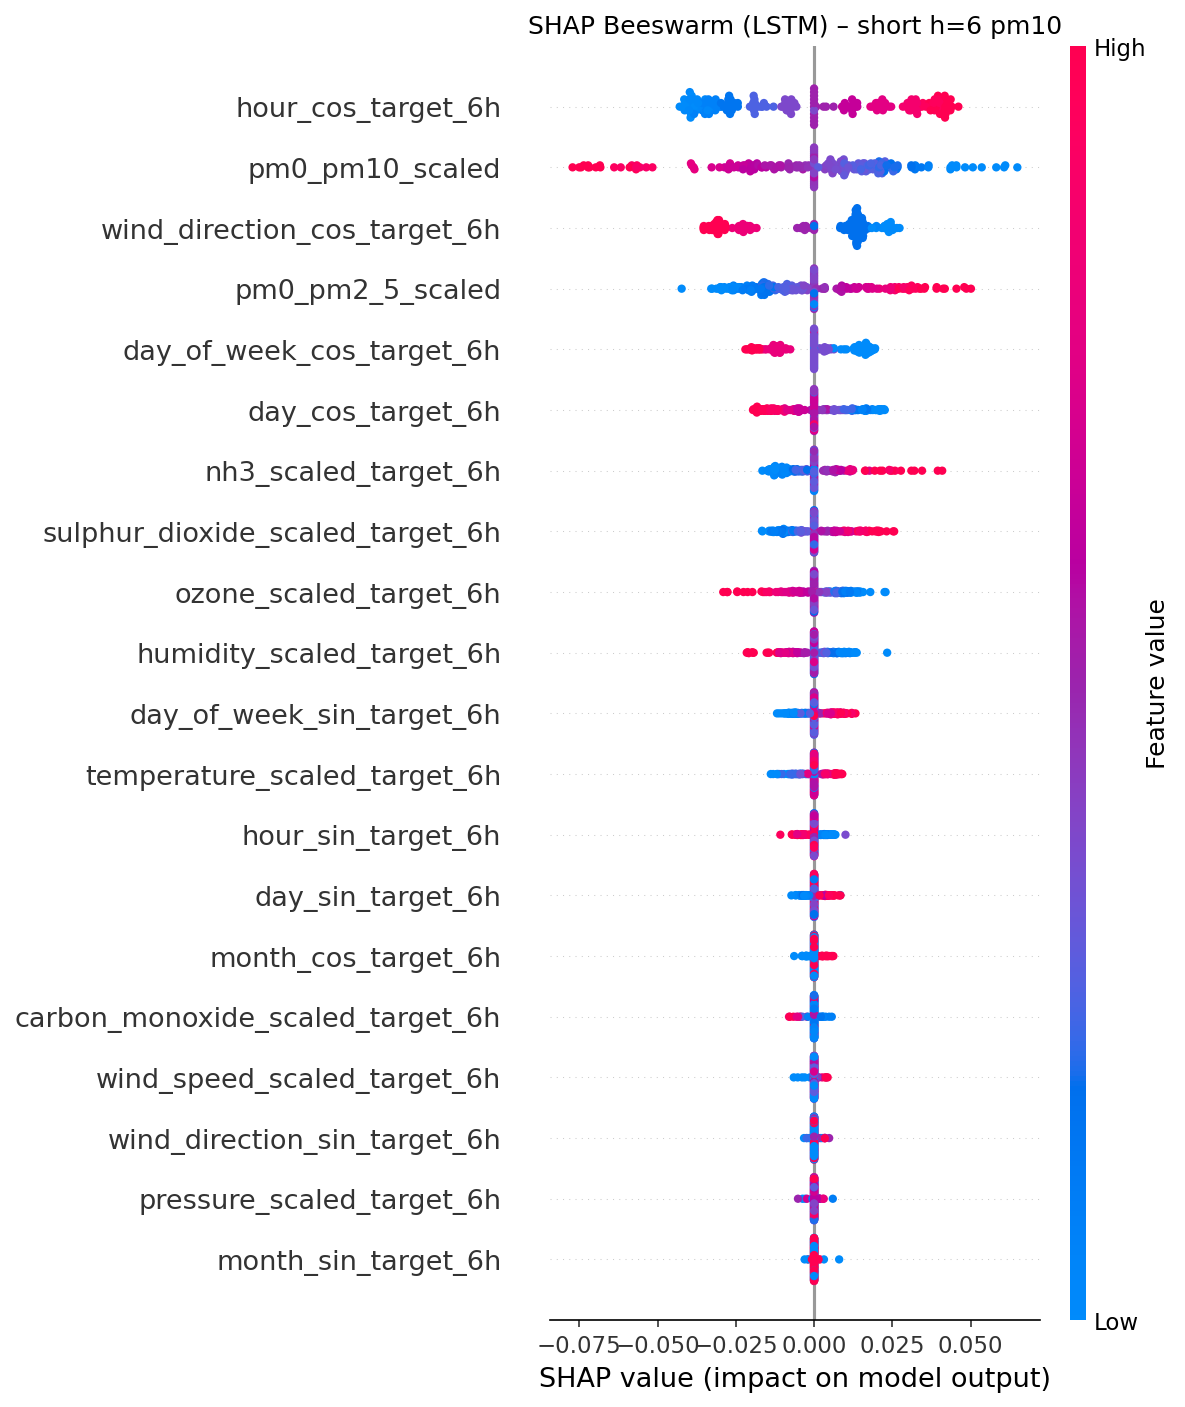 SHAP Beeswarm (LSTM) – short h=6 pm10
High
hour_cos_target_6h
pm0_pm10_scaled
wind_direction_cos_target_6h
pm0_pm2_5_scaled
day_of_week_cos_target_6h
day_cos_target_6h
nh3_scaled_target_6h
sulphur_dioxide_scaled_target_6h
ozone_scaled_target_6h
humidity_scaled_target_6h
day_of_week_sin_target_6h
temperature_scaled_target_6h
hour_sin_target_6h
day_sin_target_6h
month_cos_target_6h
carbon_monoxide_scaled_target_6h
wind_speed_scaled_target_6h
wind_direction_sin_target_6h
pressure_scaled_target_6h
month_sin_target_6h
Feature value
Low
−0.075 −0.050 −0.025 0.000 0.025 0.050
SHAP value (impact on model output)